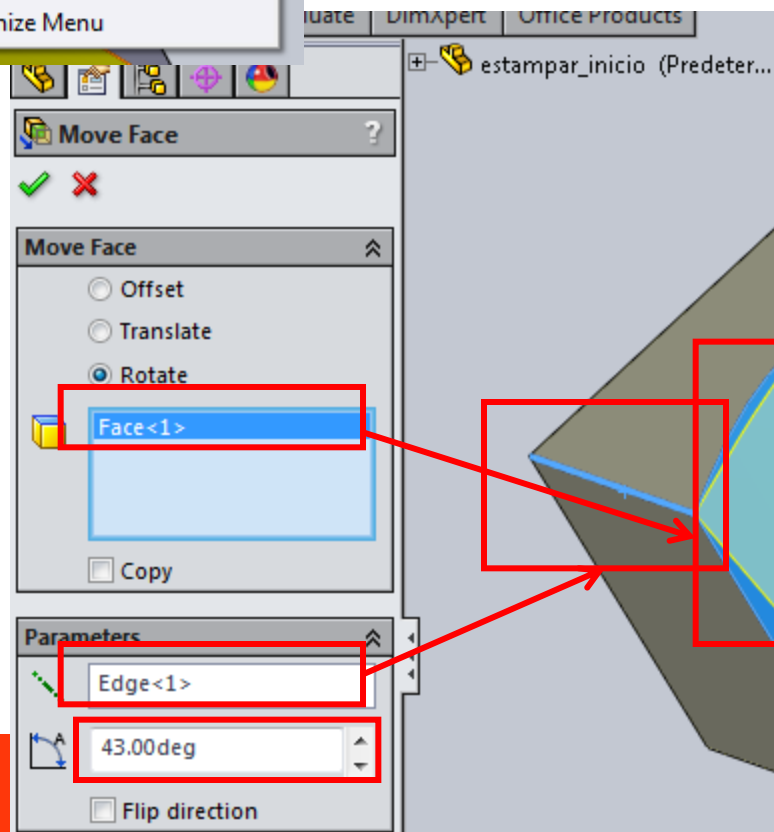 nize Menu
luate DimXpert Office Products
estampar_inicio (Predeter...
Move Face ?
Move Face
Offset
Translate
Rotate
Face<1>
Copy
Parameters
Edge<1>
A
43.00deg
Flip direction